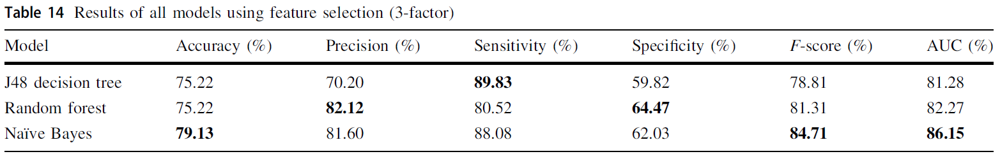 Table 14 Results of all models using feature selection (3-factor)
Model Accuracy (%) Precision (%) Sensitivity (%) Specificity (%) F-score (%) AUC (%)
J48 decision tree 75.22 70.20 89.83 59.82 78.81 81.28
Random forest 75.22 82.12 80.52 64.47 81.31 82.27
Naïve Bayes 79.13 81.60 88.08 62.03 84.71 86.15